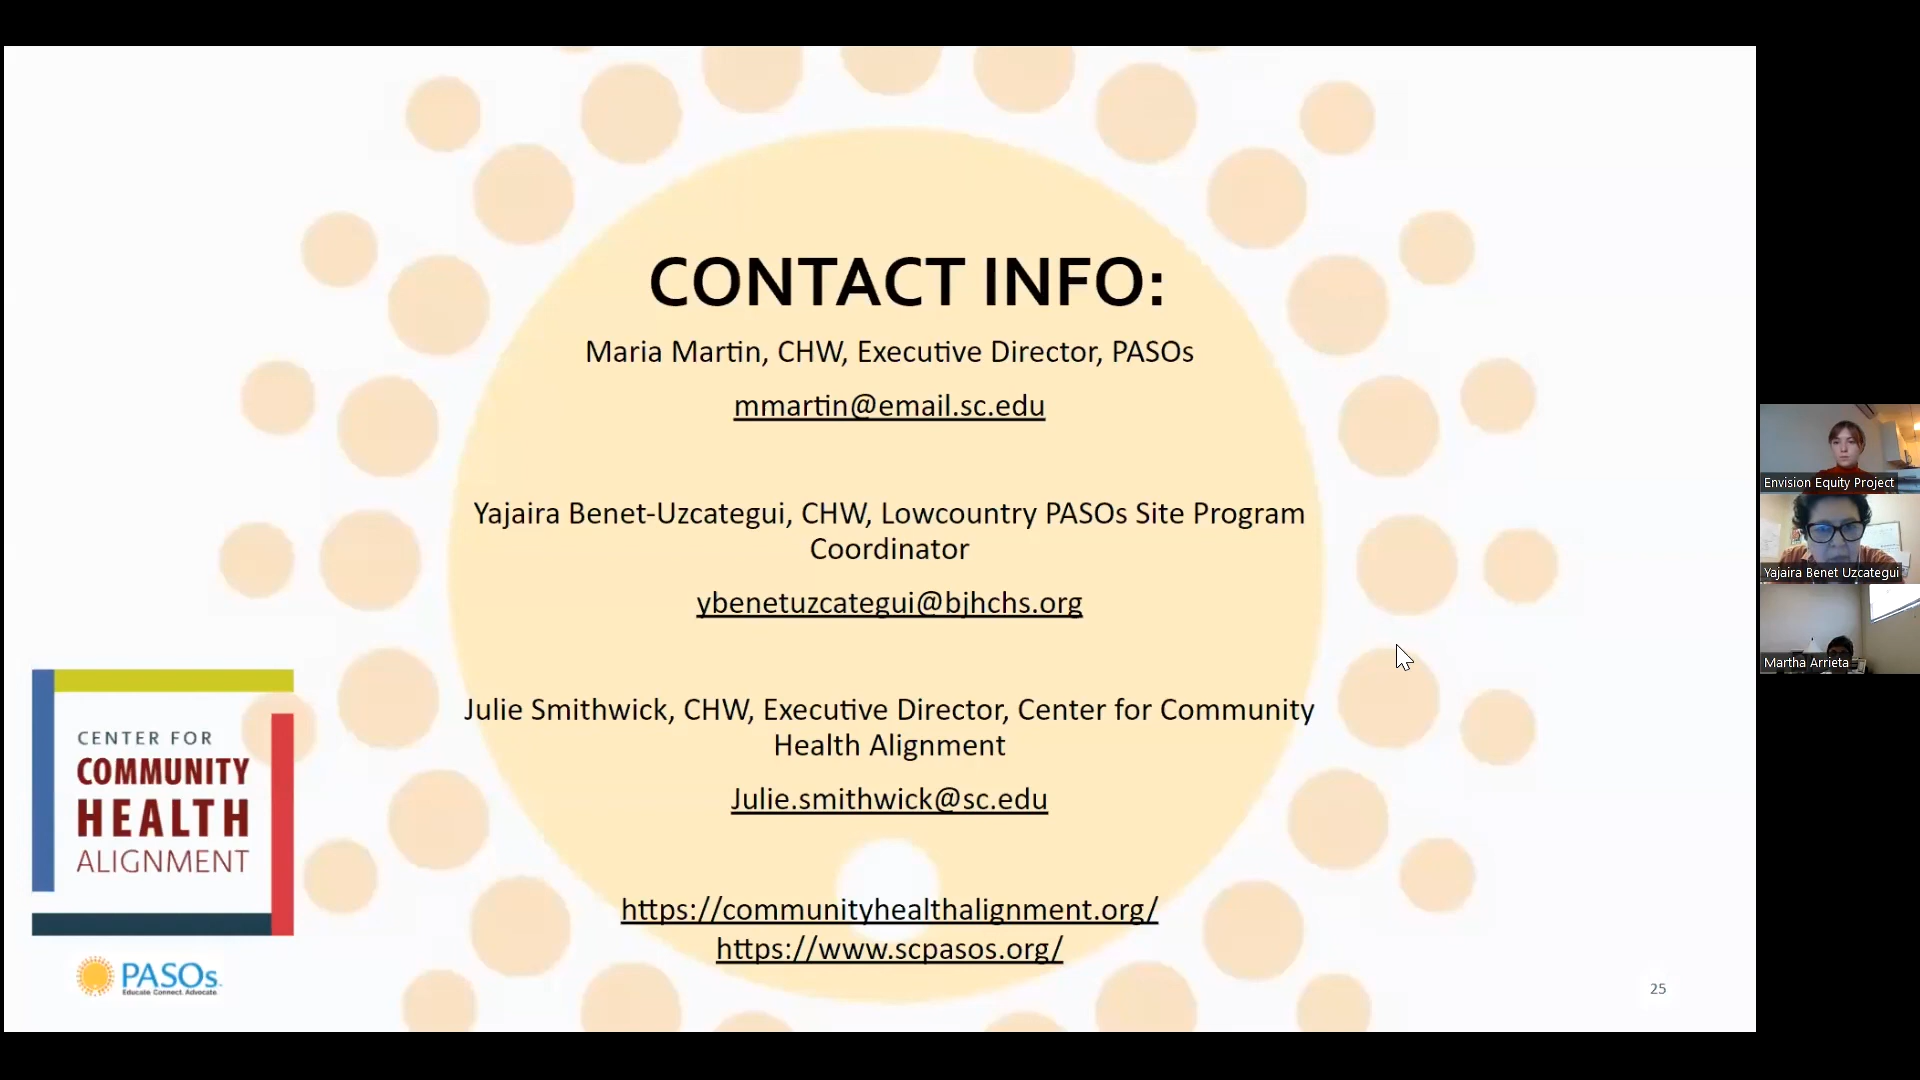 CONTACT INFO:
Maria Martin, CHW, Executive Director, PASOs
mmartin@email.sc.edu
Yajaira Benet-Uzcategui, CHW, Lowcountry PASOs Site Program
Coordinator
ybenetuzcategui@bjhchs.org
Julie Smithwick, CHW, Executive Director, Center for Community
Health Alignment
Julie.smithwick@sc.edu
https://communityhealthalignment.org/
https://www.scpasos.org/
CENTER FOR
COMMUNITY
HEALTH
ALIGNMENT
PASOs
Educate. Connect. Advocate.
25
Envision Equity Project
Yajaira Benet Uzcategui
Martha Arrieta